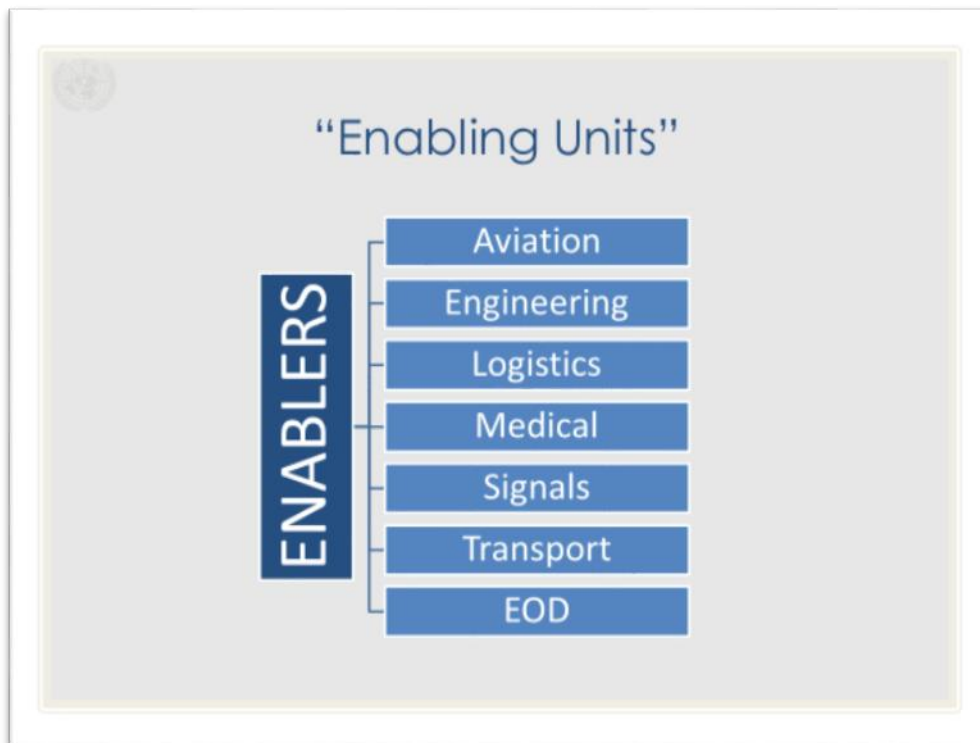 “Enabling Units”
ENABLERS
Aviation
Engineering
Logistics
Medical
Signals
Transport
EOD